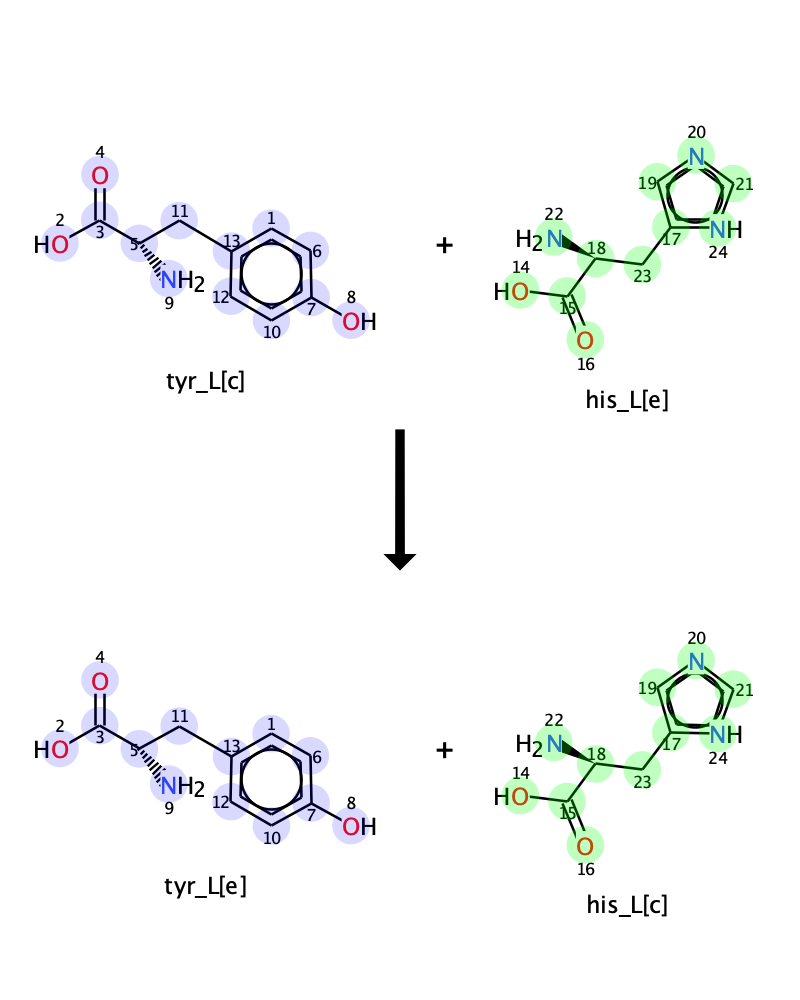 4
O
2
HO
3
5
11
NH2
9
13
1
6
12
7
10
8
OH
tyr_L[c]
+
20
N
19
21
NH
24
17
22
H2N
18
23
14
HO
15
O
16
his_L[e]
4
O
2
HO
3
5
11
NH2
9
13
1
6
12
7
10
8
OH
tyr_L[e]
+
20
N
19
21
NH
24
17
22
H2N
18
23
14
HO
15
O
16
his_L[c]